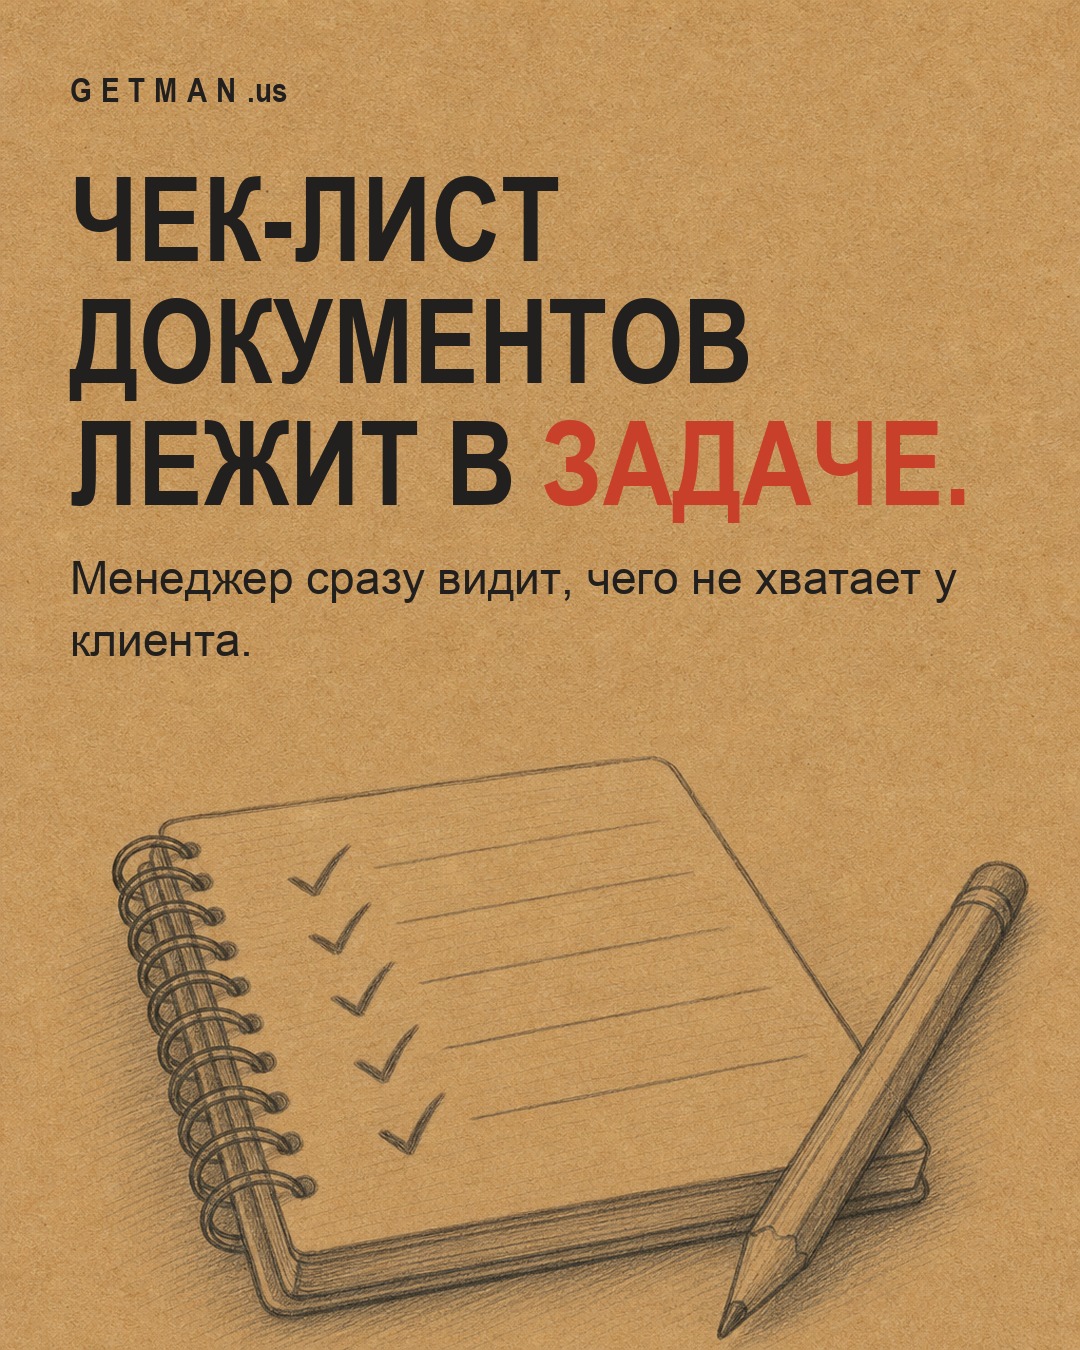 GETMAN.us
ЧЕК-ЛИСТ
ДОКУМЕНТОВ
ЛЕЖИТ В ЗАДАЧЕ.
Менеджер сразу видит, чего не хватает у
клиента.